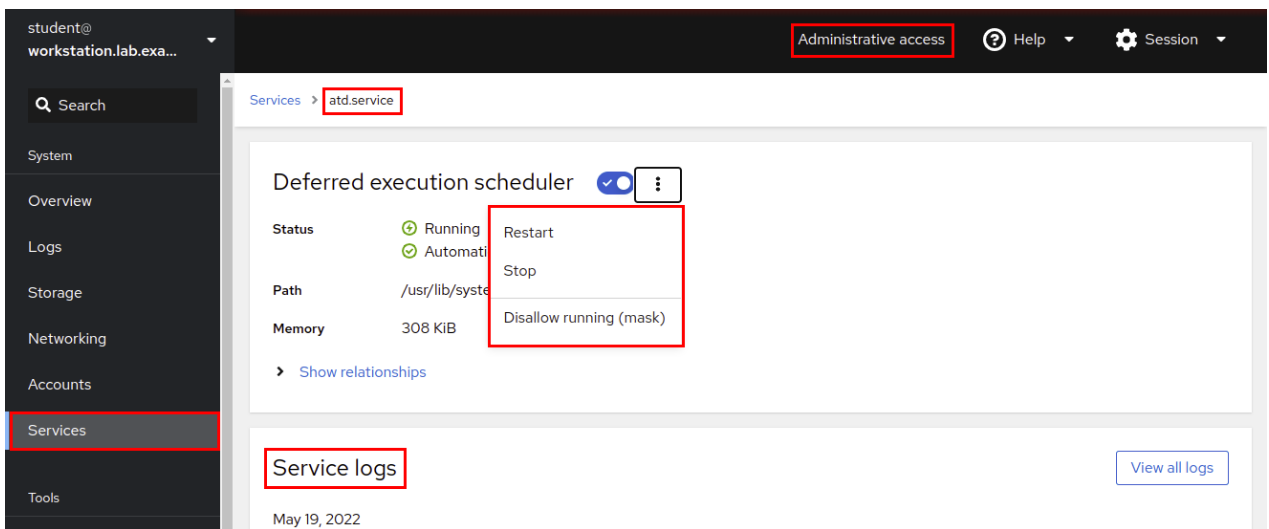 student@
workstation.lab.exa...
Administrative access
Help
Session
Search
System
Overview
Logs
Storage
Networking
Accounts
Services
Tools
Services > atd.service
Deferred execution scheduler
Status
Running
Automati
Path
/usr/lib/syste
Memory
308 KiB
Restart
Stop
Disallow running (mask)
Show relationships
Service logs
View all logs
May 19, 2022